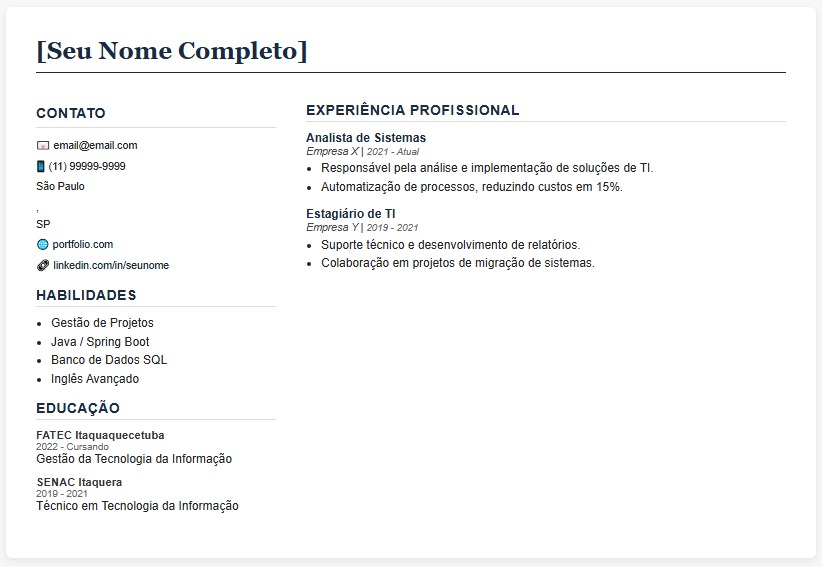 [Seu Nome Completo]
CONTATO
email@email.com
(11) 99999-9999
São Paulo
,
SP
portfolio.com
linkedin.com/in/seunome
HABILIDADES
• Gestão de Projetos
• Java / Spring Boot
• Banco de Dados SQL
• Inglês Avançado
EDUCAÇÃO
FATEC Itaquaquecetuba
2022 - Cursando
Gestão da Tecnologia da Informação
SENAC Itaquera
2019 - 2021
Técnico em Tecnologia da Informação
EXPERIÊNCIA PROFISSIONAL
Analista de Sistemas
Empresa X | 2021 - Atual
• Responsável pela análise e implementação de soluções de TI.
• Automatização de processos, reduzindo custos em 15%.
Estagiário de TI
Empresa Y | 2019 - 2021
• Suporte técnico e desenvolvimento de relatórios.
• Colaboração em projetos de migração de sistemas.